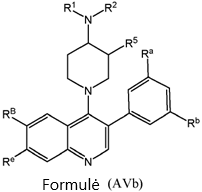 R¹ R²
N
R⁵
Rᵃ
N
Rᴮ
Rᵇ
Rᵉ
N
Formulė (AVb)